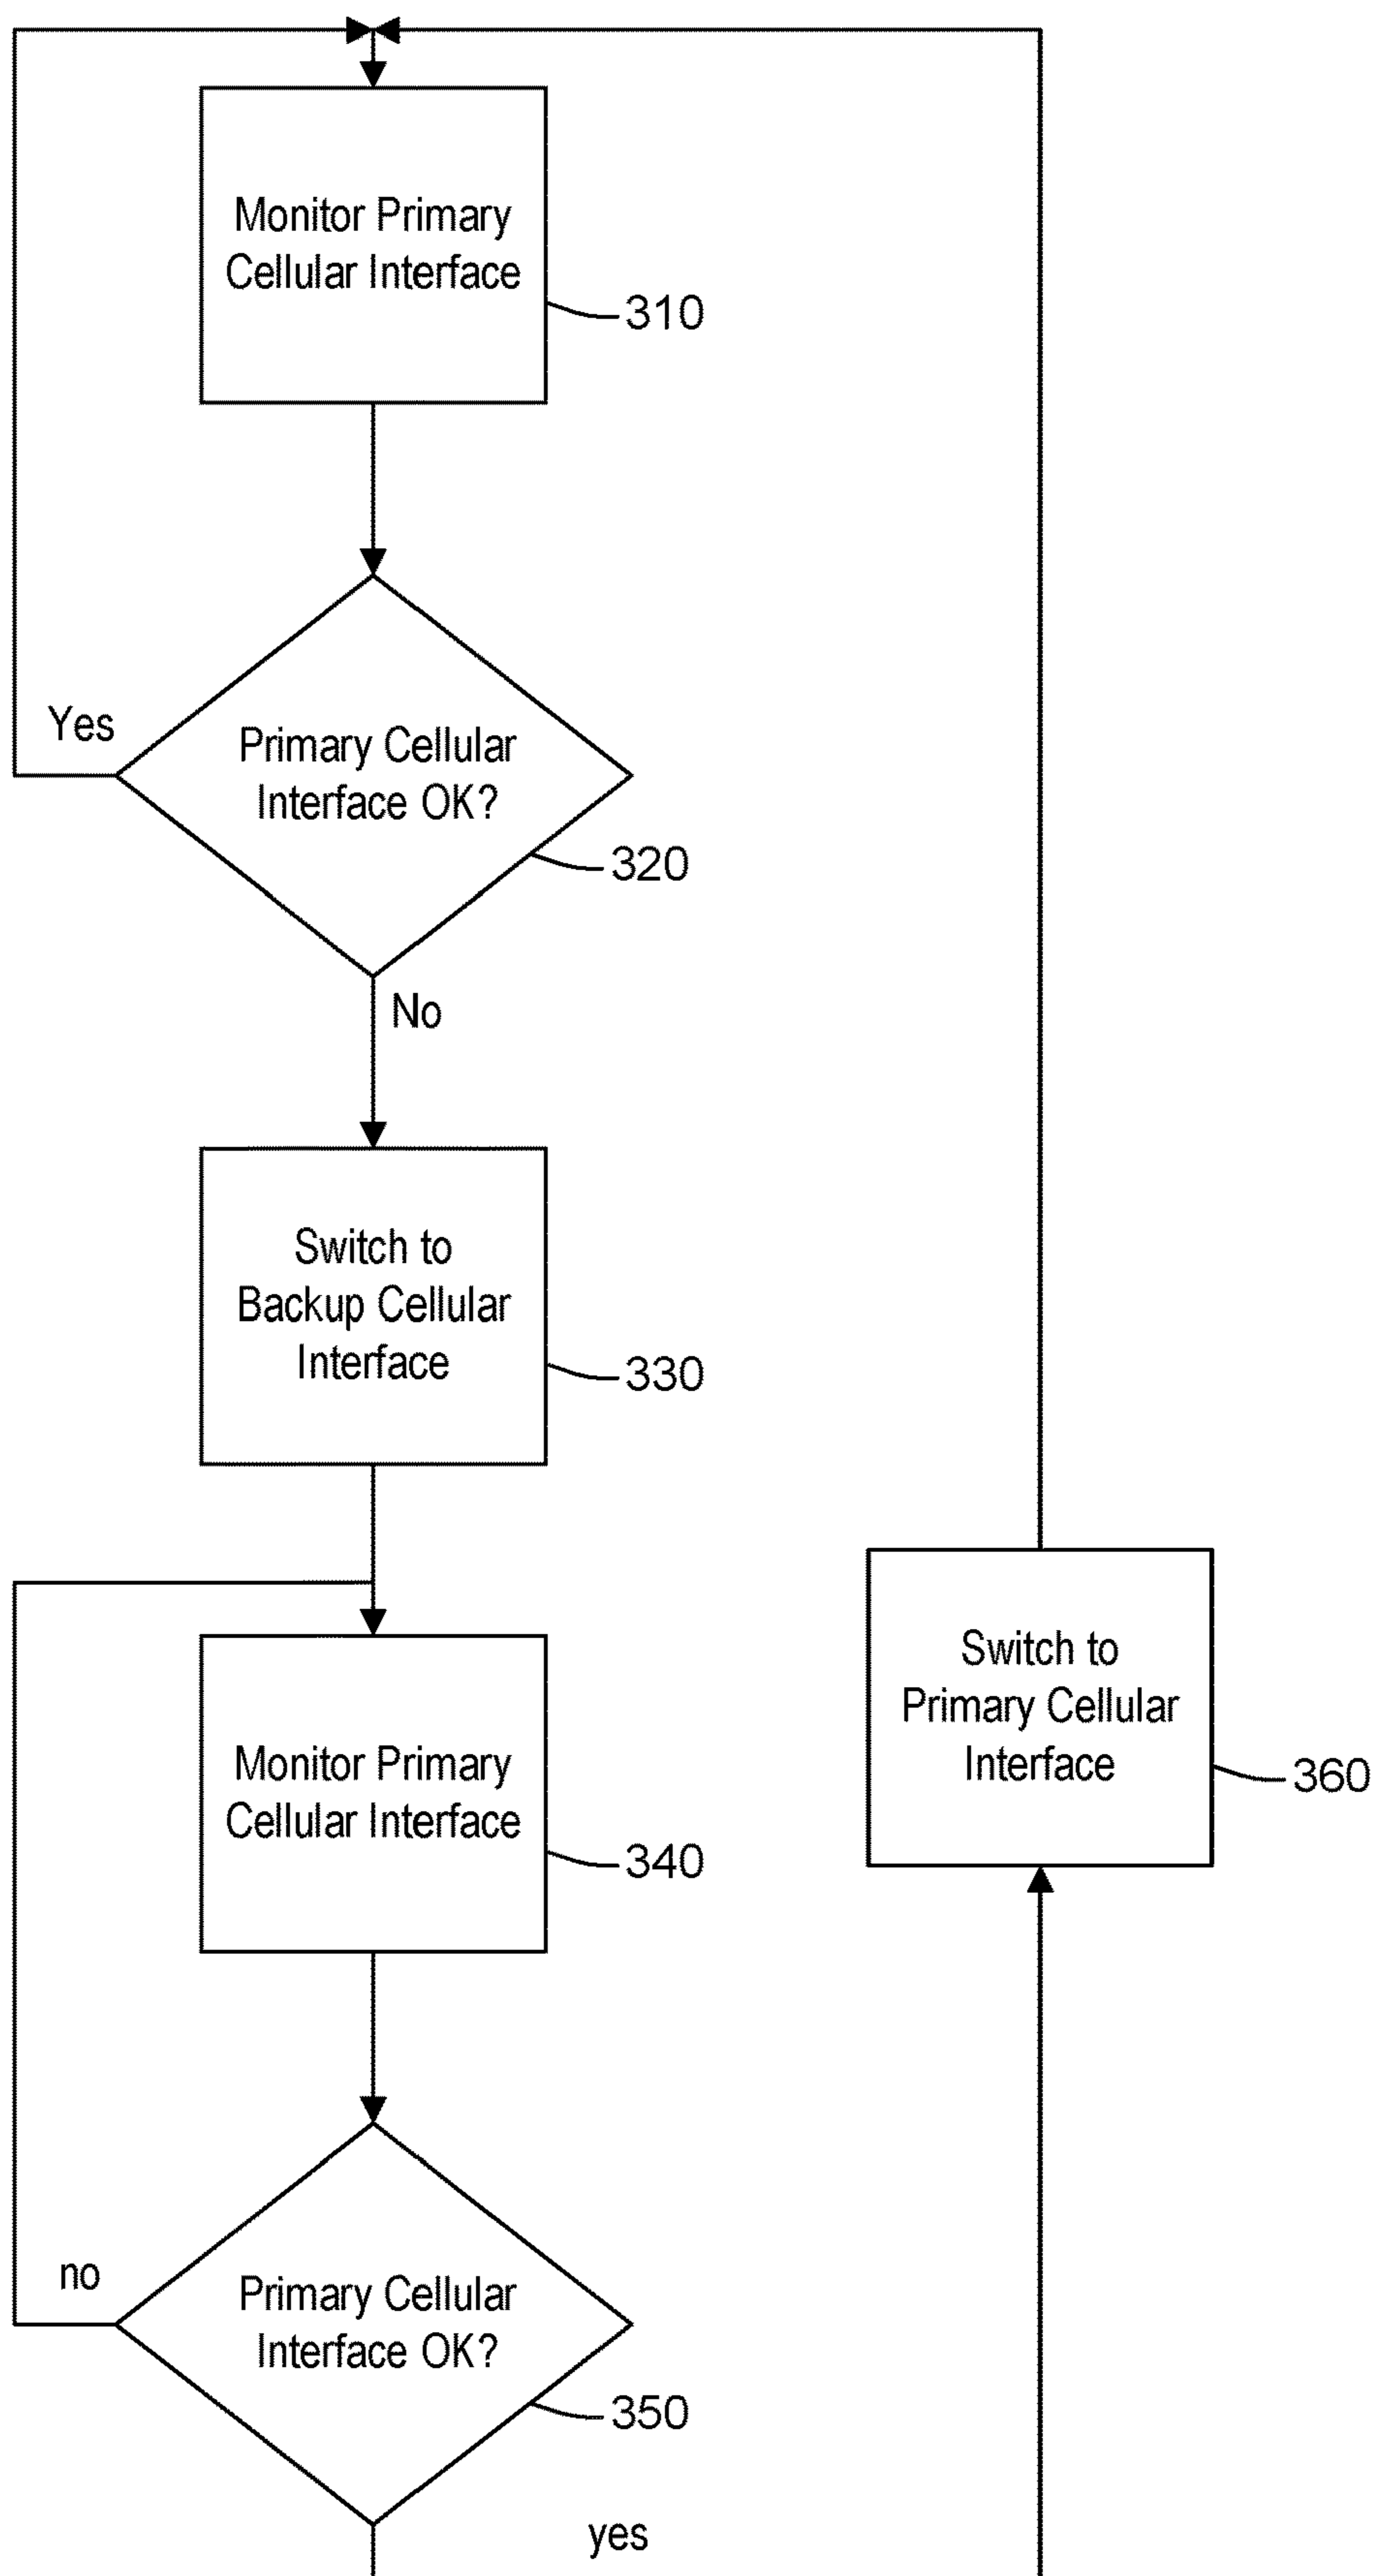 Monitor Primary
Cellular Interface
310
Yes
Primary Cellular
Interface OK?
320
No
Switch to
Backup Cellular
Interface
330
Switch to
Primary Cellular
Interface
360
Monitor Primary
Cellular Interface
340
no
Primary Cellular
Interface OK?
350
yes